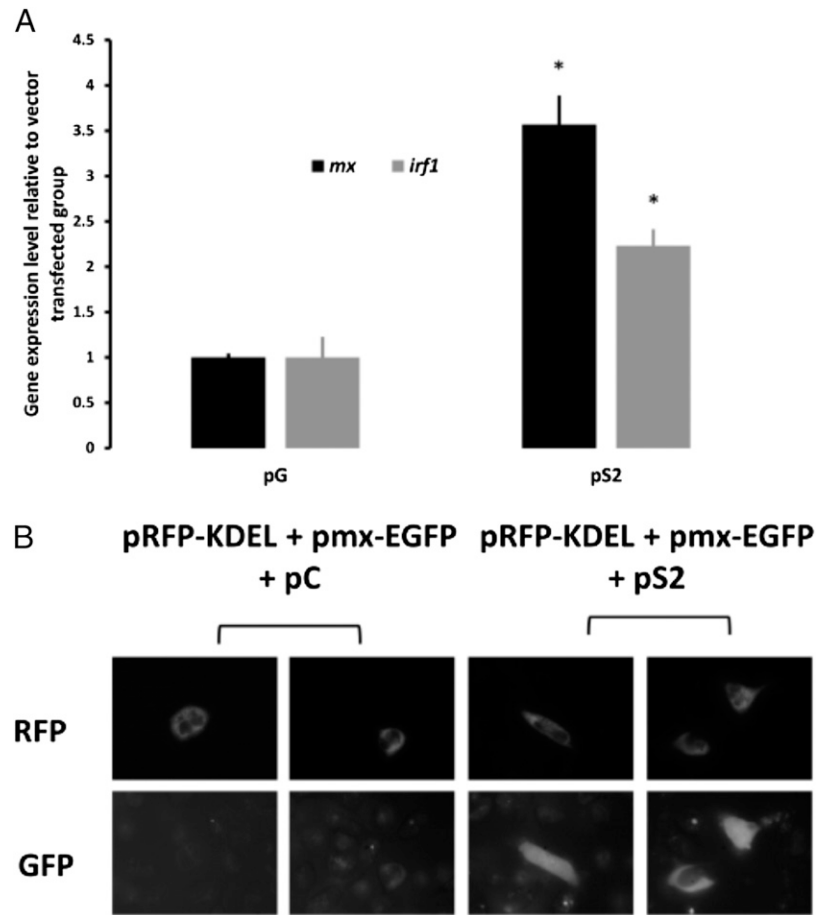 A
Gene expression level relative to vector
transfected group
4.5
4
3.5
3
2.5
2
1.5
1
0.5
0
mx irf1
*
*
pG pS2
B
pRFP-KDEL + pmx-EGFP
+ pC
pRFP-KDEL + pmx-EGFP
+ pS2
RFP
GFP